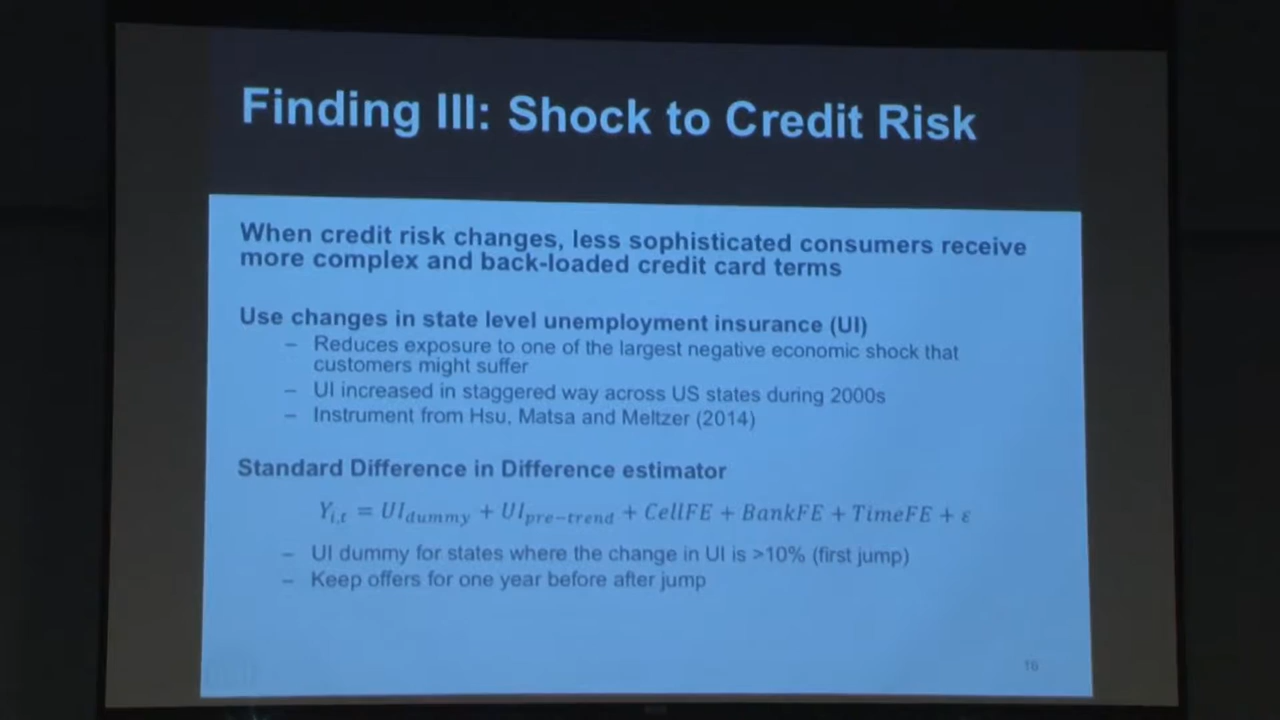 Finding III: Shock to Credit Risk
When credit risk changes, less sophisticated consumers receive
more complex and back-loaded credit card terms
Use changes in state level unemployment insurance (UI)
– Reduces exposure to one of the largest negative economic shock that
customers might suffer
– UI increased in staggered way across US states during 2000s
– Instrument from Hsu, Matsa and Meltzer (2014)
Standard Difference in Difference estimator
Y_{i,t} = UI_{dummy} + UI_{pre-trend} + CellFE + BankFE + TimeFE + ε
– UI dummy for states where the change in UI is >10% (first jump)
– Keep offers for one year before after jump
16